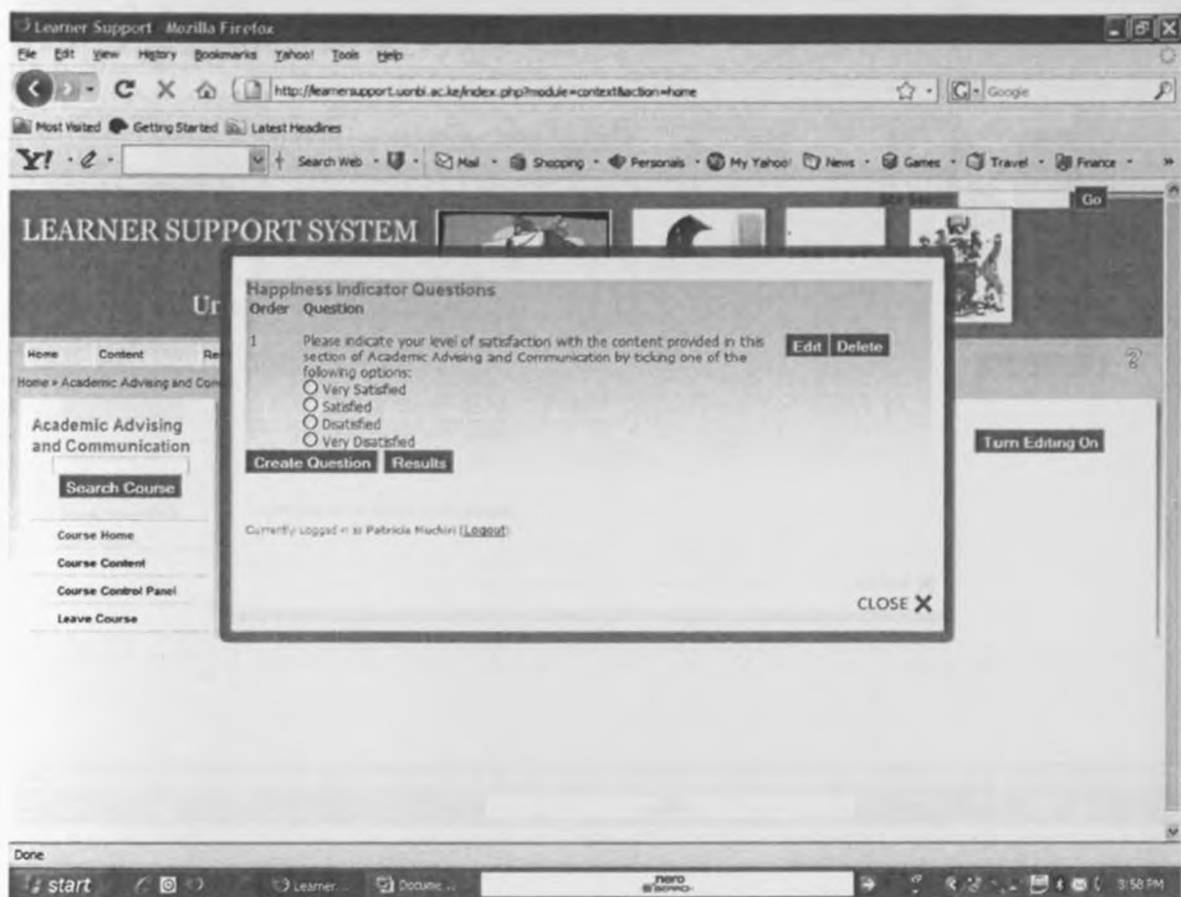 Learner Support Mozilla Firefox
File Edit View History Bookmarks Yahoo! Tools Help
http://learnersupport.uonbi.ac.ke/index.php?module=context&action=home
Google
Most Visited Getting Started Latest Headlines
Y! Search Web Mail Shopping Personals My Yahoo! News Games Travel Finance
Go
LEARNER SUPPORT SYSTEM
Happiness Indicator Questions
Order Question
1 Please indicate your level of satisfaction with the content provided in this
section of Academic Advising and Communication by ticking one of the
following options:
Edit Delete
Very Satisfied
Satisfied
Disatisfied
Very Disatisfied
Create Question Results
Currently Logged in as Patricia Muchiri (Logout)
CLOSE X
Home Content
Home » Academic Advising and
Academic Advising
and Communication
Search Course
Course Home
Course Content
Course Control Panel
Leave Course
Turn Editing On
Done
start Learner ... Docume ... nero SEARCH 3:58 PM